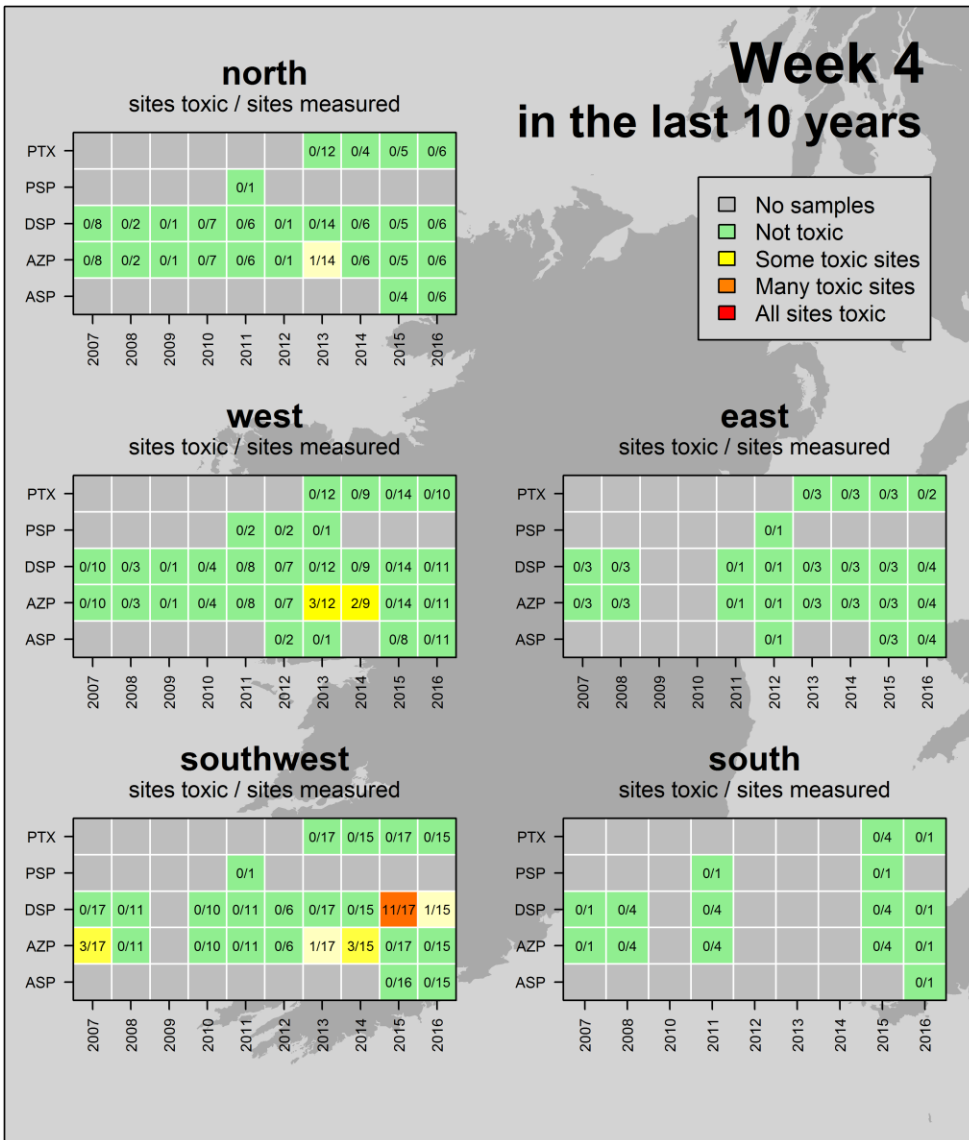 Week 4
in the last 10 years
No samples
Not toxic
Some toxic sites
Many toxic sites
All sites toxic
north
sites toxic / sites measured
PTX 0/12 0/4 0/5 0/6
PSP 0/1
DSP 0/8 0/2 0/1 0/7 0/6 0/1 0/14 0/6 0/5 0/6
AZP 0/8 0/2 0/1 0/7 0/6 0/1 1/14 0/6 0/5 0/6
ASP 0/4 0/6
2007 2008 2009 2010 2011 2012 2013 2014 2015 2016
west
sites toxic / sites measured
PTX 0/12 0/9 0/14 0/10
PSP 0/2 0/2 0/1
DSP 0/10 0/3 0/1 0/4 0/8 0/7 0/12 0/9 0/14 0/11
AZP 0/10 0/3 0/1 0/4 0/8 0/7 3/12 2/9 0/14 0/11
ASP 0/2 0/1 0/8 0/11
2007 2008 2009 2010 2011 2012 2013 2014 2015 2016
east
sites toxic / sites measured
PTX 0/3 0/3 0/3 0/2
PSP 0/1
DSP 0/3 0/3 0/1 0/1 0/3 0/3 0/3 0/4
AZP 0/3 0/3 0/1 0/1 0/3 0/3 0/3 0/4
ASP 0/1 0/3 0/4
2007 2008 2009 2010 2011 2012 2013 2014 2015 2016
southwest
sites toxic / sites measured
PTX 0/17 0/15 0/17 0/15
PSP 0/1
DSP 0/17 0/11 0/10 0/11 0/6 0/17 0/15 11/17 1/15
AZP 3/17 0/11 0/10 0/11 0/6 1/17 3/15 0/17 0/15
ASP 0/16 0/15
2007 2008 2009 2010 2011 2012 2013 2014 2015 2016
south
sites toxic / sites measured
PTX 0/4 0/1
PSP 0/1 0/1
DSP 0/1 0/4 0/4 0/4 0/1
AZP 0/1 0/4 0/4 0/4 0/1
ASP 0/1
2007 2008 2009 2010 2011 2012 2013 2014 2015 2016